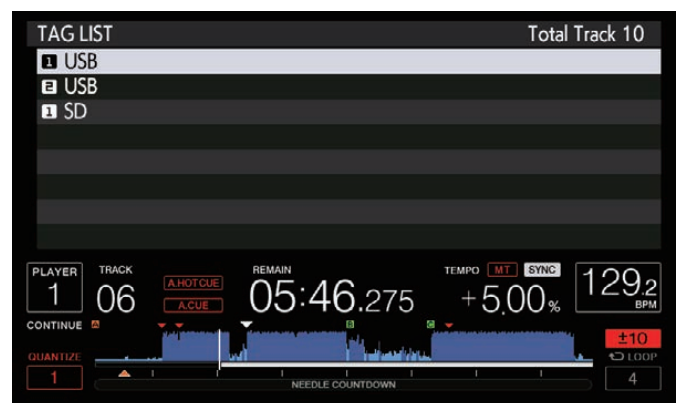 TAG LIST Total Track 10
1 USB
2 USB
1 SD
PLAYER TRACK REMAIN TEMPO MT SYNC
1 06 A.HOT CUE A.CUE 05:46.275 +5.00% 129.2 BPM
CONTINUE A B C
±10
QUANTIZE LOOP
1 NEEDLE COUNTDOWN 4